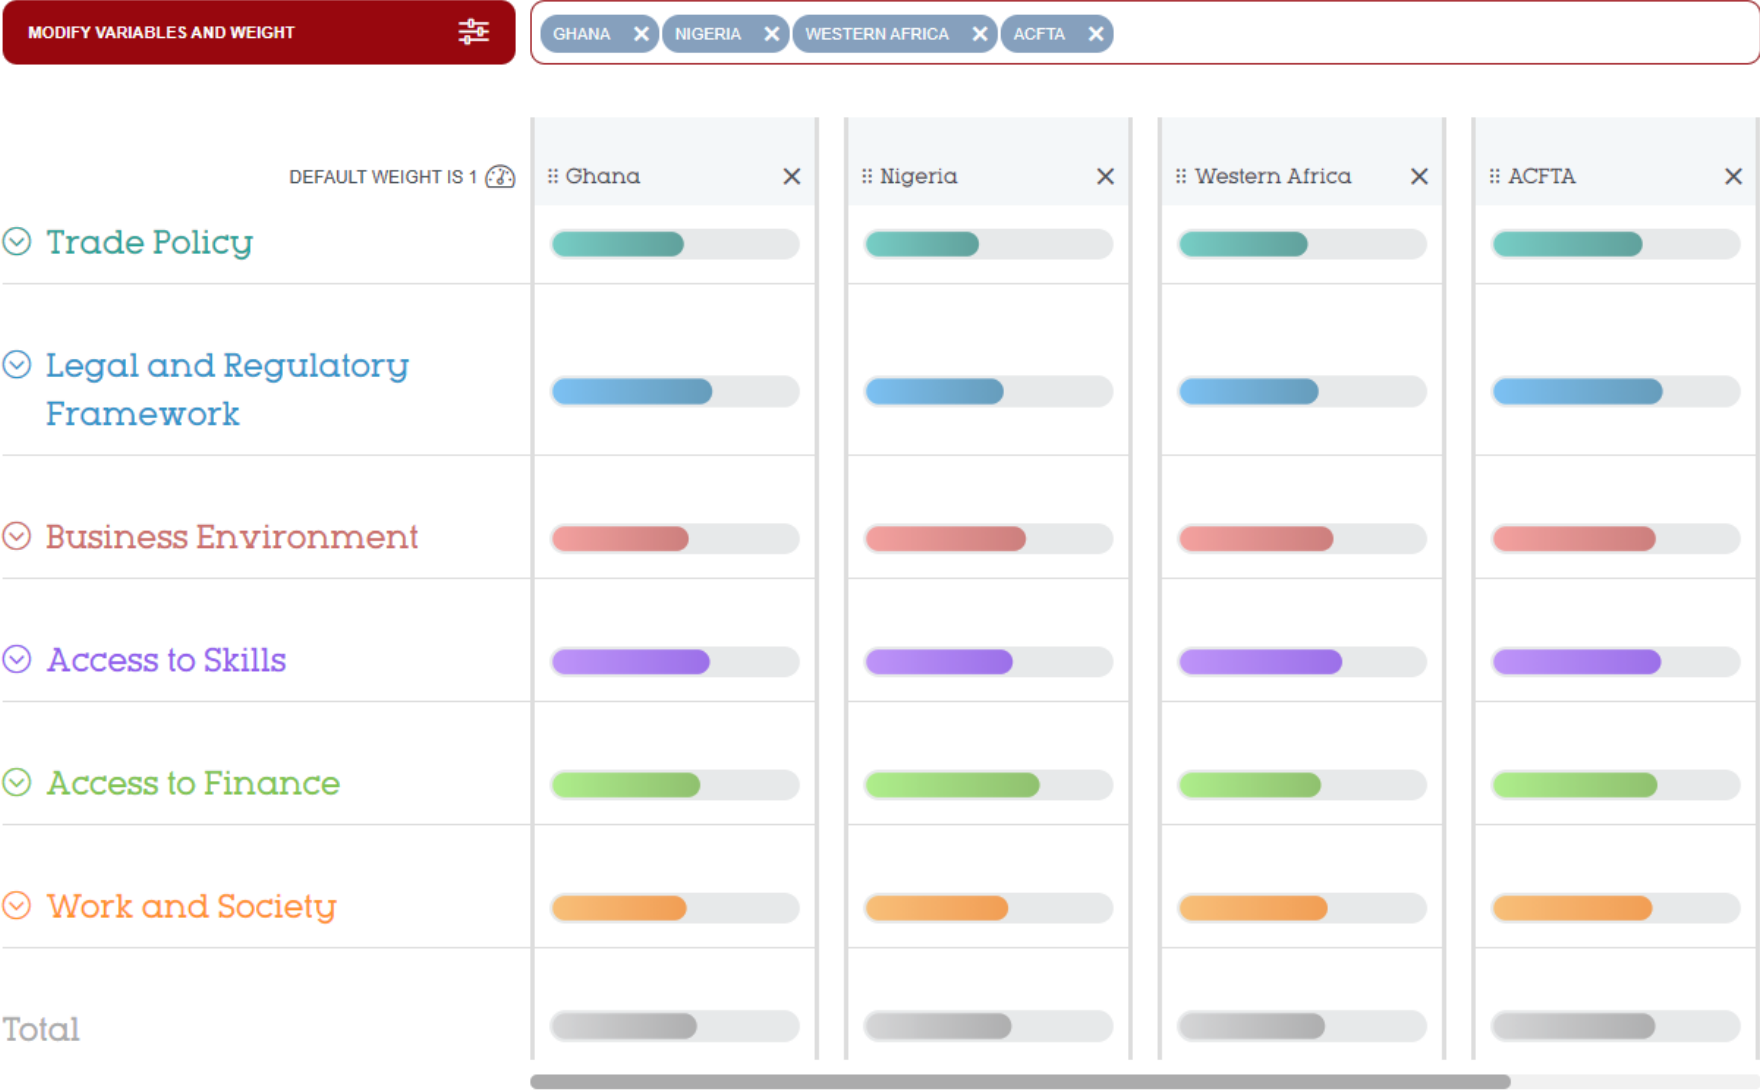 MODIFY VARIABLES AND WEIGHT
GHANA NIGERIA WESTERN AFRICA ACFTA
DEFAULT WEIGHT IS 1
Ghana
Nigeria
Western Africa
ACFTA
Trade Policy
Legal and Regulatory
Framework
Business Environment
Access to Skills
Access to Finance
Work and Society
Total